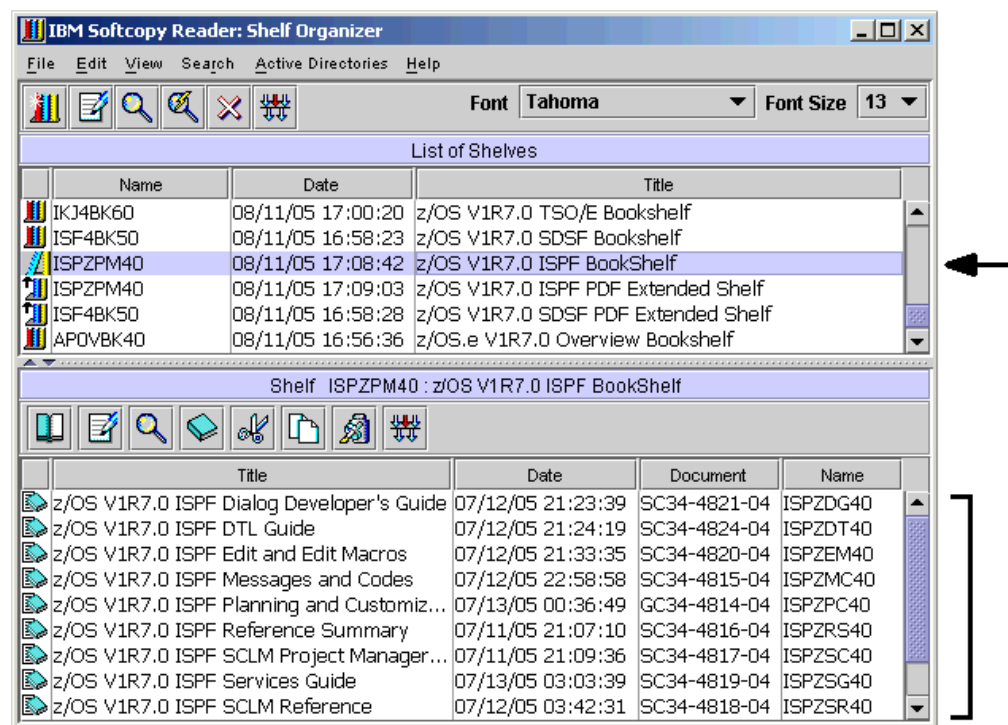 IBM Softcopy Reader: Shelf Organizer
File Edit View Search Active Directories Help
Font Tahoma Font Size 13
List of Shelves
Name Date Title
IKJ4BK60 08/11/05 17:00:20 z/OS V1R7.0 TSO/E Bookshelf
ISF4BK50 08/11/05 16:58:23 z/OS V1R7.0 SDSF Bookshelf
ISPZPM40 08/11/05 17:08:42 z/OS V1R7.0 ISPF BookShelf
ISPZPM40 08/11/05 17:09:03 z/OS V1R7.0 ISPF PDF Extended Shelf
ISF4BK50 08/11/05 16:58:28 z/OS V1R7.0 SDSF PDF Extended Shelf
AP0VBK40 08/11/05 16:56:36 z/OS.e V1R7.0 Overview Bookshelf
Shelf ISPZPM40 : z/OS V1R7.0 ISPF BookShelf
Title Date Document Name
z/OS V1R7.0 ISPF Dialog Developer's Guide 07/12/05 21:23:39 SC34-4821-04 ISPZDG40
z/OS V1R7.0 ISPF DTL Guide 07/12/05 21:24:19 SC34-4824-04 ISPZDT40
z/OS V1R7.0 ISPF Edit and Edit Macros 07/12/05 21:33:35 SC34-4820-04 ISPZEM40
z/OS V1R7.0 ISPF Messages and Codes 07/12/05 22:58:58 SC34-4815-04 ISPZMC40
z/OS V1R7.0 ISPF Planning and Customiz... 07/13/05 00:36:49 GC34-4814-04 ISPZPC40
z/OS V1R7.0 ISPF Reference Summary 07/11/05 21:07:10 SC34-4816-04 ISPZRS40
z/OS V1R7.0 ISPF SCLM Project Manager... 07/11/05 21:09:36 SC34-4817-04 ISPZSC40
z/OS V1R7.0 ISPF Services Guide 07/13/05 03:03:39 SC34-4819-04 ISPZSG40
z/OS V1R7.0 ISPF SCLM Reference 07/12/05 03:42:31 SC34-4818-04 ISPZSR40